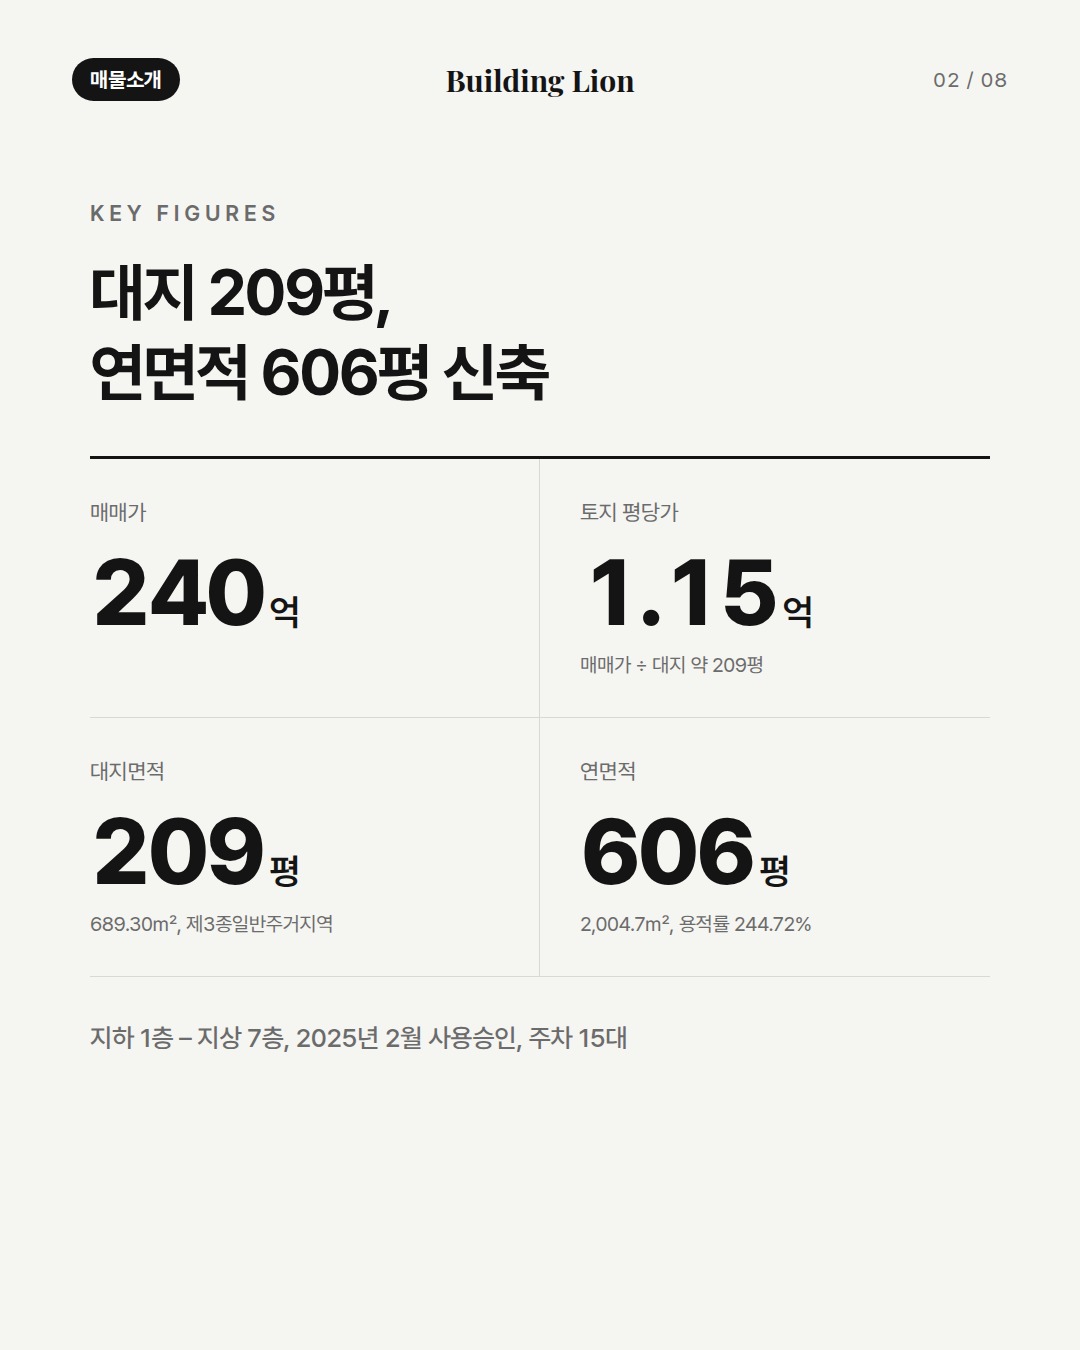 매물소개
Building Lion
02 / 08
KEY FIGURES
대지 209평,
연면적 606평 신축
매매가
240억
토지 평당가
1.15억
매매가 ÷ 대지 약 209평
대지면적
209평
689.30m², 제3종일반주거지역
연면적
606평
2,004.7m², 용적률 244.72%
지하 1층 – 지상 7층, 2025년 2월 사용승인, 주차 15대